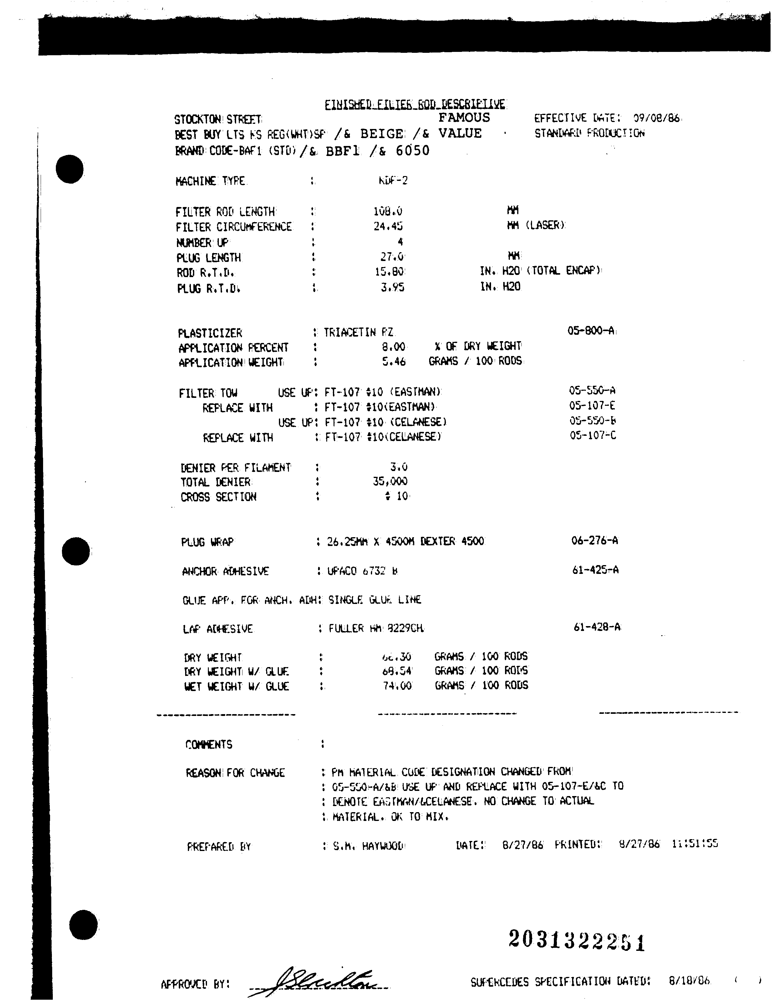 FINISHED FILTER ROD DESCRIPTIVE
STOCKTON STREET FAMOUS EFFECTIVE DATE: 09/08/86
BEST BUY LTS KS REG(WHT)SP /& BEIGE /& VALUE STANDARD PRODUCTION
BRAND CODE-BAF1 (STD) /& BBF1 /& 6050
MACHINE TYPE : KDF-2
FILTER ROD LENGTH : 108.0 MM
FILTER CIRCUMFERENCE : 24.45 MM (LASER)
NUMBER UP : 4
PLUG LENGTH : 27.0 MM
ROD R.T.D. : 15.80 IN. H2O (TOTAL ENCAP)
PLUG R.T.D. : 3.95 IN. H2O
PLASTICIZER : TRIACETIN PZ 05-800-A
APPLICATION PERCENT : 8.00 % OF DRY WEIGHT
APPLICATION WEIGHT : 5.46 GRAMS / 100 RODS
FILTER TOW USE UP: FT-107 #10 (EASTMAN) 05-550-A
REPLACE WITH : FT-107 #10(EASTMAN) 05-107-E
USE UP: FT-107 #10 (CELANESE) 05-550-B
REPLACE WITH : FT-107 #10(CELANESE) 05-107-C
DENIER PER FILAMENT : 3.0
TOTAL DENIER : 35,000
CROSS SECTION : # 10
PLUG WRAP : 26.25MM X 4500M DEXTER 4500 06-276-A
ANCHOR ADHESIVE : UPACO 6732 B 61-425-A
GLUE APP. FOR ANCH. ADH: SINGLE GLUE LINE
LAP ADHESIVE : FULLER HM 8229CH 61-428-A
DRY WEIGHT : GRAMS / 100 RODS
DRY WEIGHT W/ GLUE : 68.54 GRAMS / 100 RODS
WET WEIGHT W/ GLUE : 74.00 GRAMS / 100 RODS
COMMENTS :
REASON FOR CHANGE : PM MATERIAL CODE DESIGNATION CHANGED FROM
: 05-550-A/&B USE UP AND REPLACE WITH 05-107-E/&C TO
: DENOTE EASTMAN/&CELANESE. NO CHANGE TO ACTUAL
: MATERIAL. OK TO MIX.
PREPARED BY : S.M. HAYWOOD DATE: 8/27/86 PRINTED: 8/27/86 11:51:55
2031322251
APPROVED BY: SUPERCEDES SPECIFICATION DATED: 8/18/86 ( )